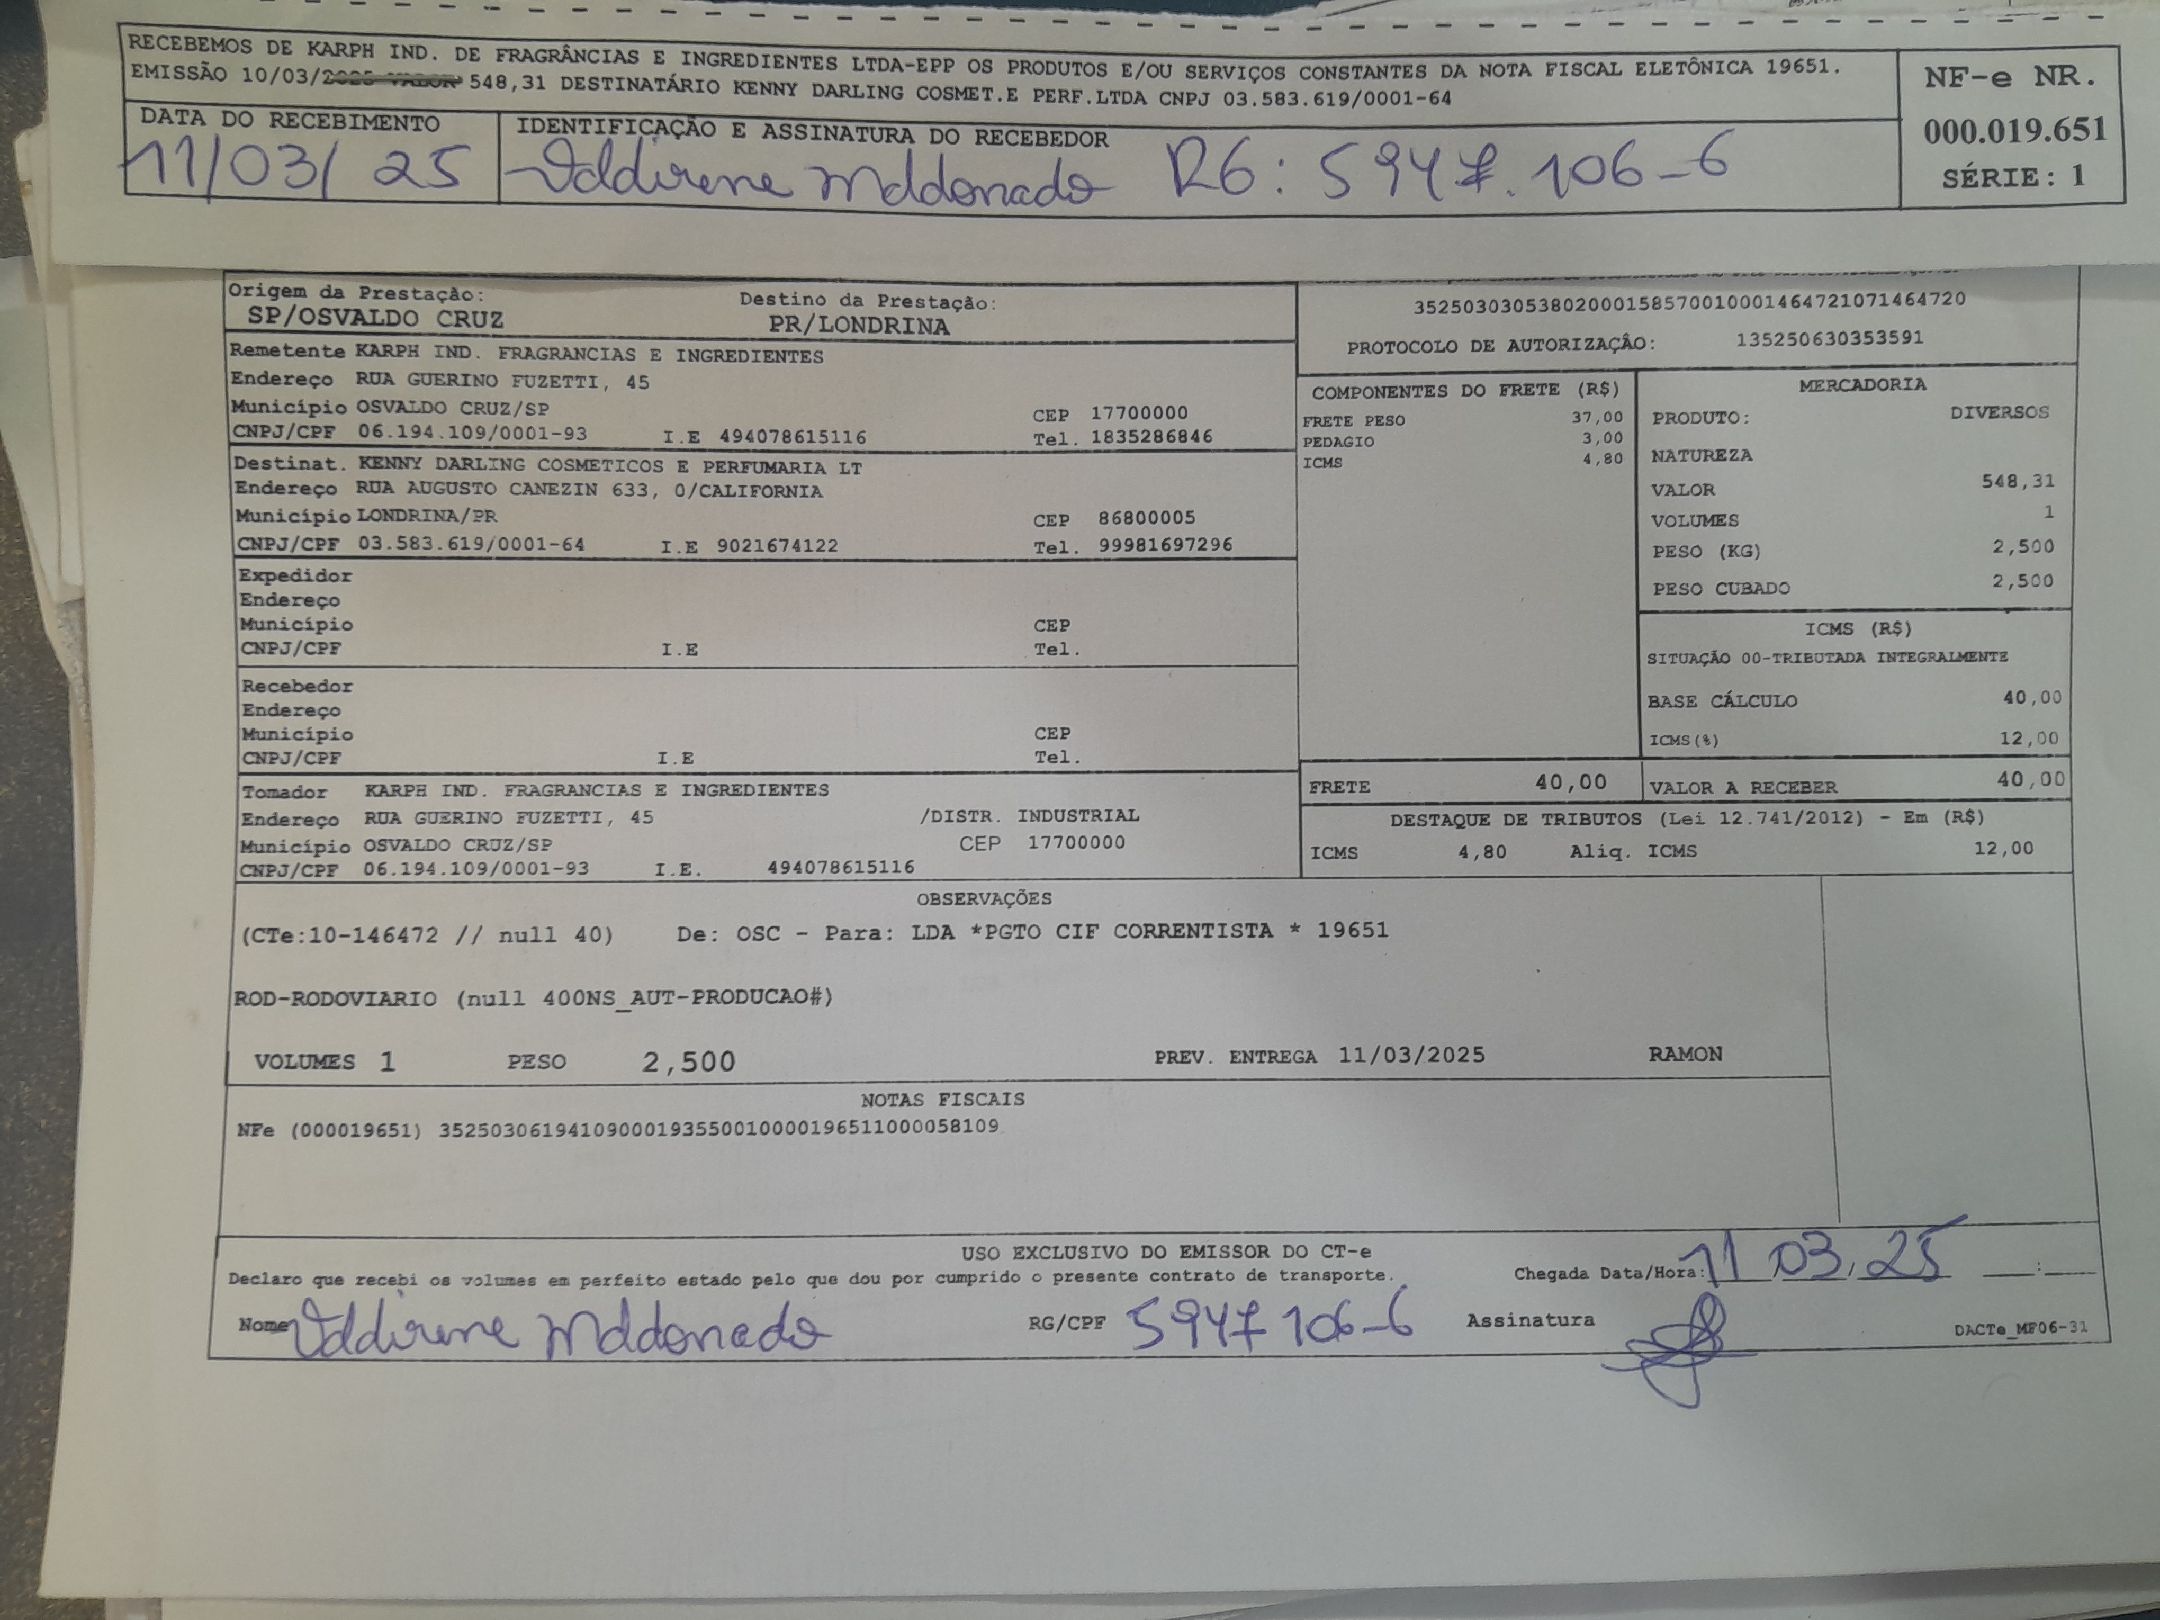 RECEBEMOS DE KARPH IND. DE FRAGRÂNCIAS E INGREDIENTES LTDA-EPP OS PRODUTOS E/OU SERVIÇOS CONSTANTES DA NOTA FISCAL ELETÔNICA 19651.
EMISSÃO 10/03/2025 VALOR 548,31 DESTINATÁRIO KENNY DARLING COSMET.E PERF.LTDA CNPJ 03.583.619/0001-64
NF-e NR.
000.019.651
SÉRIE: 1
DATA DO RECEBIMENTO
11/03/25
IDENTIFICAÇÃO E ASSINATURA DO RECEBEDOR
Valdirene Maldonado RG: 5947.106-6
Origem da Prestação: Destino da Prestação:
SP/OSVALDO CRUZ PR/LONDRINA
35250303053802000158570010001464721071464720
PROTOCOLO DE AUTORIZAÇÃO: 135250630353591
Remetente KARPH IND. FRAGRANCIAS E INGREDIENTES
Endereço RUA GUERINO FUZETTI, 45
Município OSVALDO CRUZ/SP CEP 17700000
CNPJ/CPF 06.194.109/0001-93 I.E 494078615116 Tel. 1835286846
Destinat. KENNY DARLING COSMETICOS E PERFUMARIA LT
Endereço RUA AUGUSTO CANEZIN 633, 0/CALIFORNIA
Município LONDRINA/PR CEP 86800005
CNPJ/CPF 03.583.619/0001-64 I.E 9021674122 Tel. 99981697296
Expedidor
Endereço
Município CEP
CNPJ/CPF I.E Tel.
Recebedor
Endereço
Município CEP
CNPJ/CPF I.E Tel.
Tomador KARPH IND. FRAGRANCIAS E INGREDIENTES
Endereço RUA GUERINO FUZETTI, 45 /DISTR. INDUSTRIAL
Município OSVALDO CRUZ/SP CEP 17700000
CNPJ/CPF 06.194.109/0001-93 I.E. 494078615116
COMPONENTES DO FRETE (R$)
FRETE PESO 37,00
PEDAGIO 3,00
ICMS 4,80
MERCADORIA
PRODUTO: DIVERSOS
NATUREZA
VALOR 548,31
VOLUMES 1
PESO (KG) 2,500
PESO CUBADO 2,500
ICMS (R$)
SITUAÇÃO 00-TRIBUTADA INTEGRALMENTE
BASE CÁLCULO 40,00
ICMS(%) 12,00
FRETE 40,00 VALOR A RECEBER 40,00
DESTAQUE DE TRIBUTOS (Lei 12.741/2012) - Em (R$)
ICMS 4,80 Aliq. ICMS 12,00
OBSERVAÇÕES
(CTe:10-146472 // null 40) De: OSC - Para: LDA *PGTO CIF CORRENTISTA * 19651
ROD-RODOVIARIO (null 400NS_AUT-PRODUCAO#)
VOLUMES 1 PESO 2,500 PREV. ENTREGA 11/03/2025 RAMON
NOTAS FISCAIS
NFe (000019651) 35250306194109000193550010000196511000058109
USO EXCLUSIVO DO EMISSOR DO CT-e
Declaro que recebi os volumes em perfeito estado pelo que dou por cumprido o presente contrato de transporte. Chegada Data/Hora: 11 03, 25 :
Nome Valdirene Maldonado RG/CPF 5947 106-6 Assinatura
DACTe_MF06-31